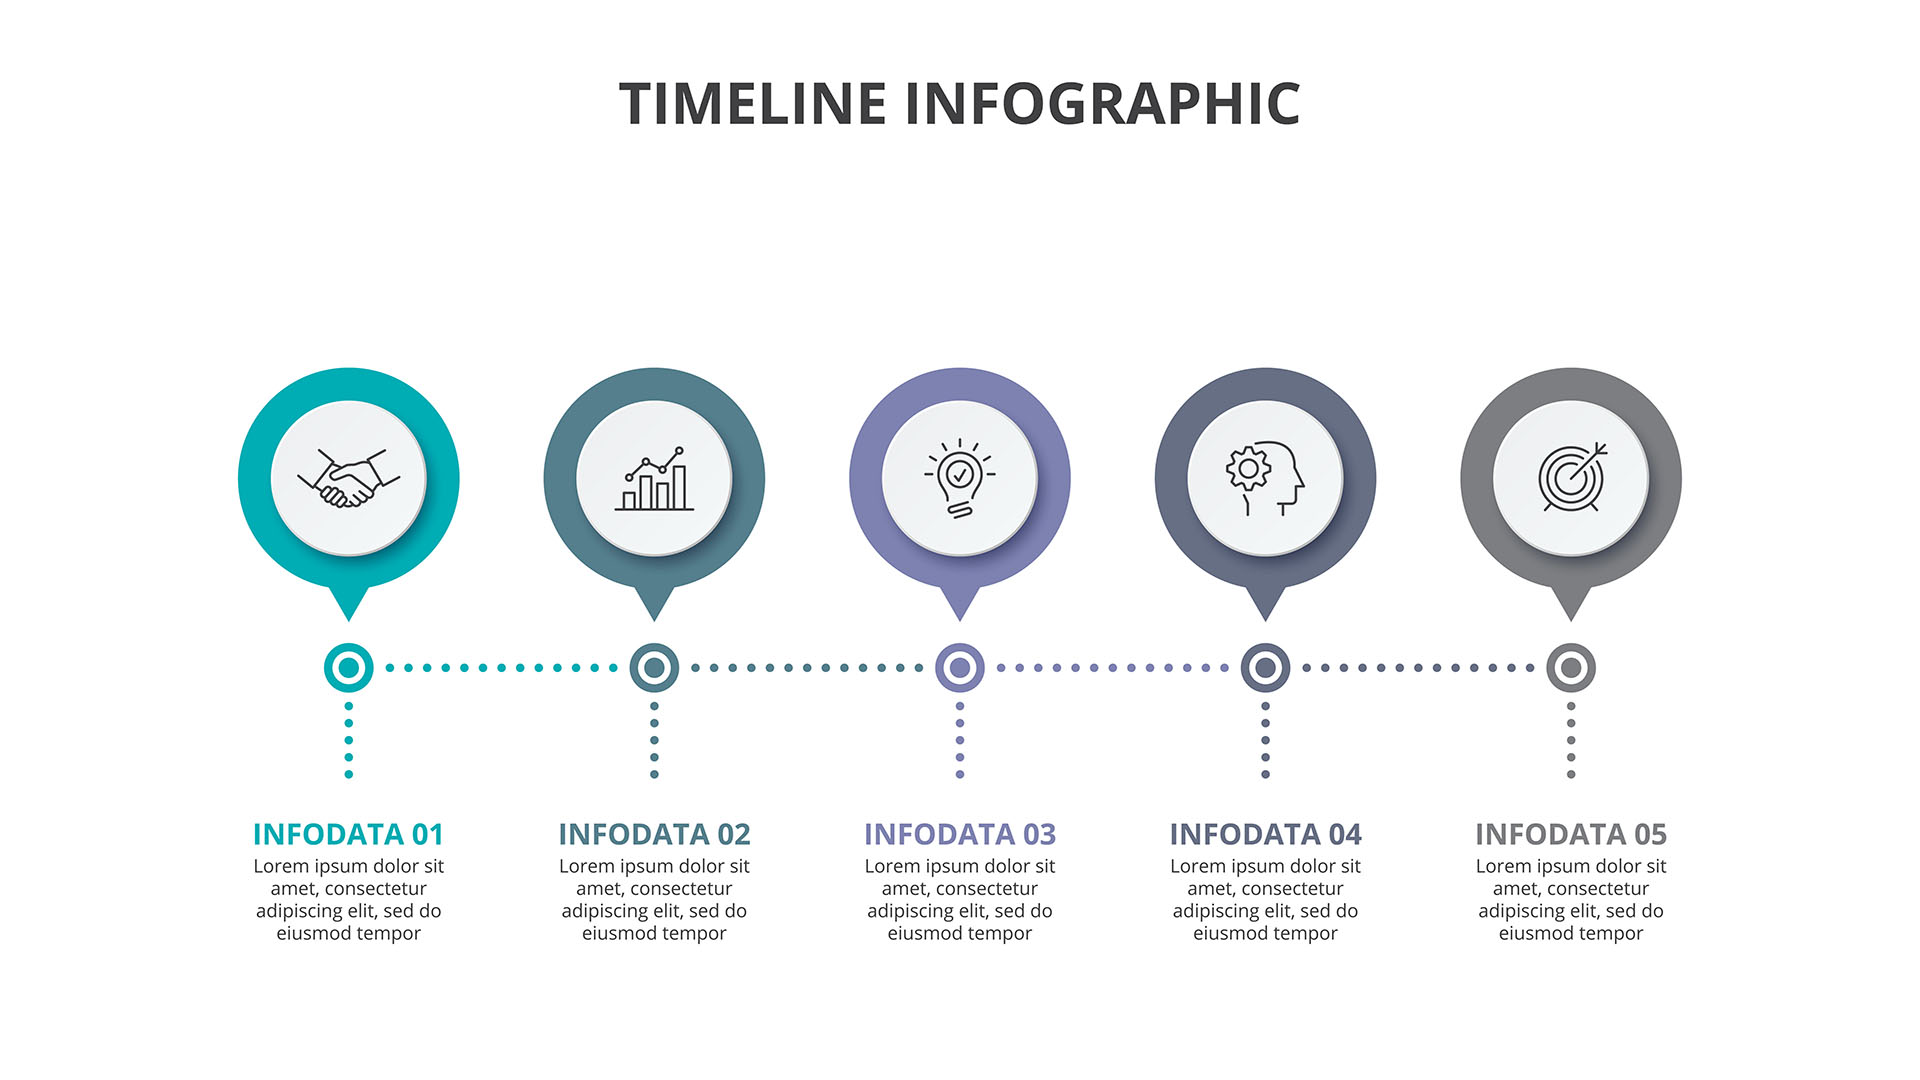 TIMELINE INFOGRAPHIC
INFODATA 01
Lorem ipsum dolor sit
amet, consectetur
adipiscing elit, sed do
eiusmod tempor
INFODATA 02
Lorem ipsum dolor sit
amet, consectetur
adipiscing elit, sed do
eiusmod tempor
INFODATA 03
Lorem ipsum dolor sit
amet, consectetur
adipiscing elit, sed do
eiusmod tempor
INFODATA 04
Lorem ipsum dolor sit
amet, consectetur
adipiscing elit, sed do
eiusmod tempor
INFODATA 05
Lorem ipsum dolor sit
amet, consectetur
adipiscing elit, sed do
eiusmod tempor